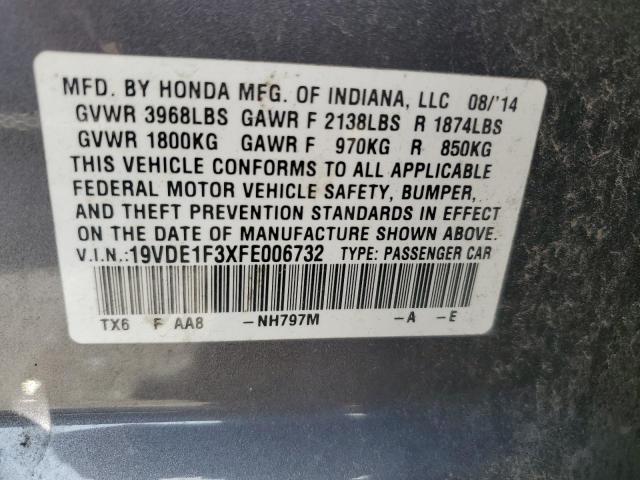 MFD. BY HONDA MFG. OF INDIANA, LLC 08/'14
GVWR 3968LBS GAWR F 2138LBS R 1874LBS
GVWR 1800KG GAWR F 970KG R 850KG
THIS VEHICLE CONFORMS TO ALL APPLICABLE
FEDERAL MOTOR VEHICLE SAFETY, BUMPER,
AND THEFT PREVENTION STANDARDS IN EFFECT
ON THE DATE OF MANUFACTURE SHOWN ABOVE.
V.I.N.:19VDE1F3XFE006732 TYPE: PASSENGER CAR
TX6 F AA8 -NH797M -A -E